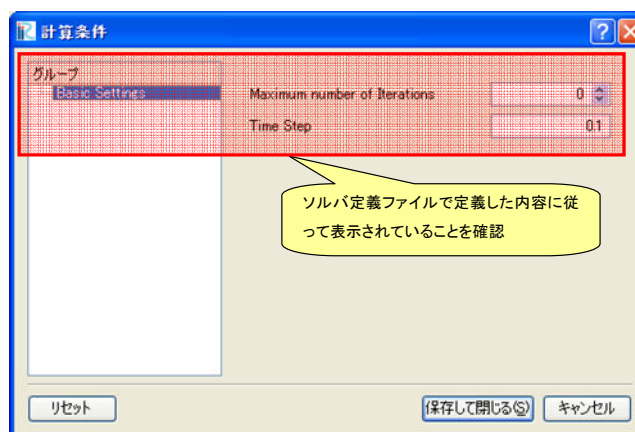 計算条件
グループ
Basic Settings
Maximum number of Iterations
0
Time Step
0.1
ソルバ定義ファイルで定義した内容に従
って表示されていることを確認
リセット
保存して閉じる(S)
キャンセル